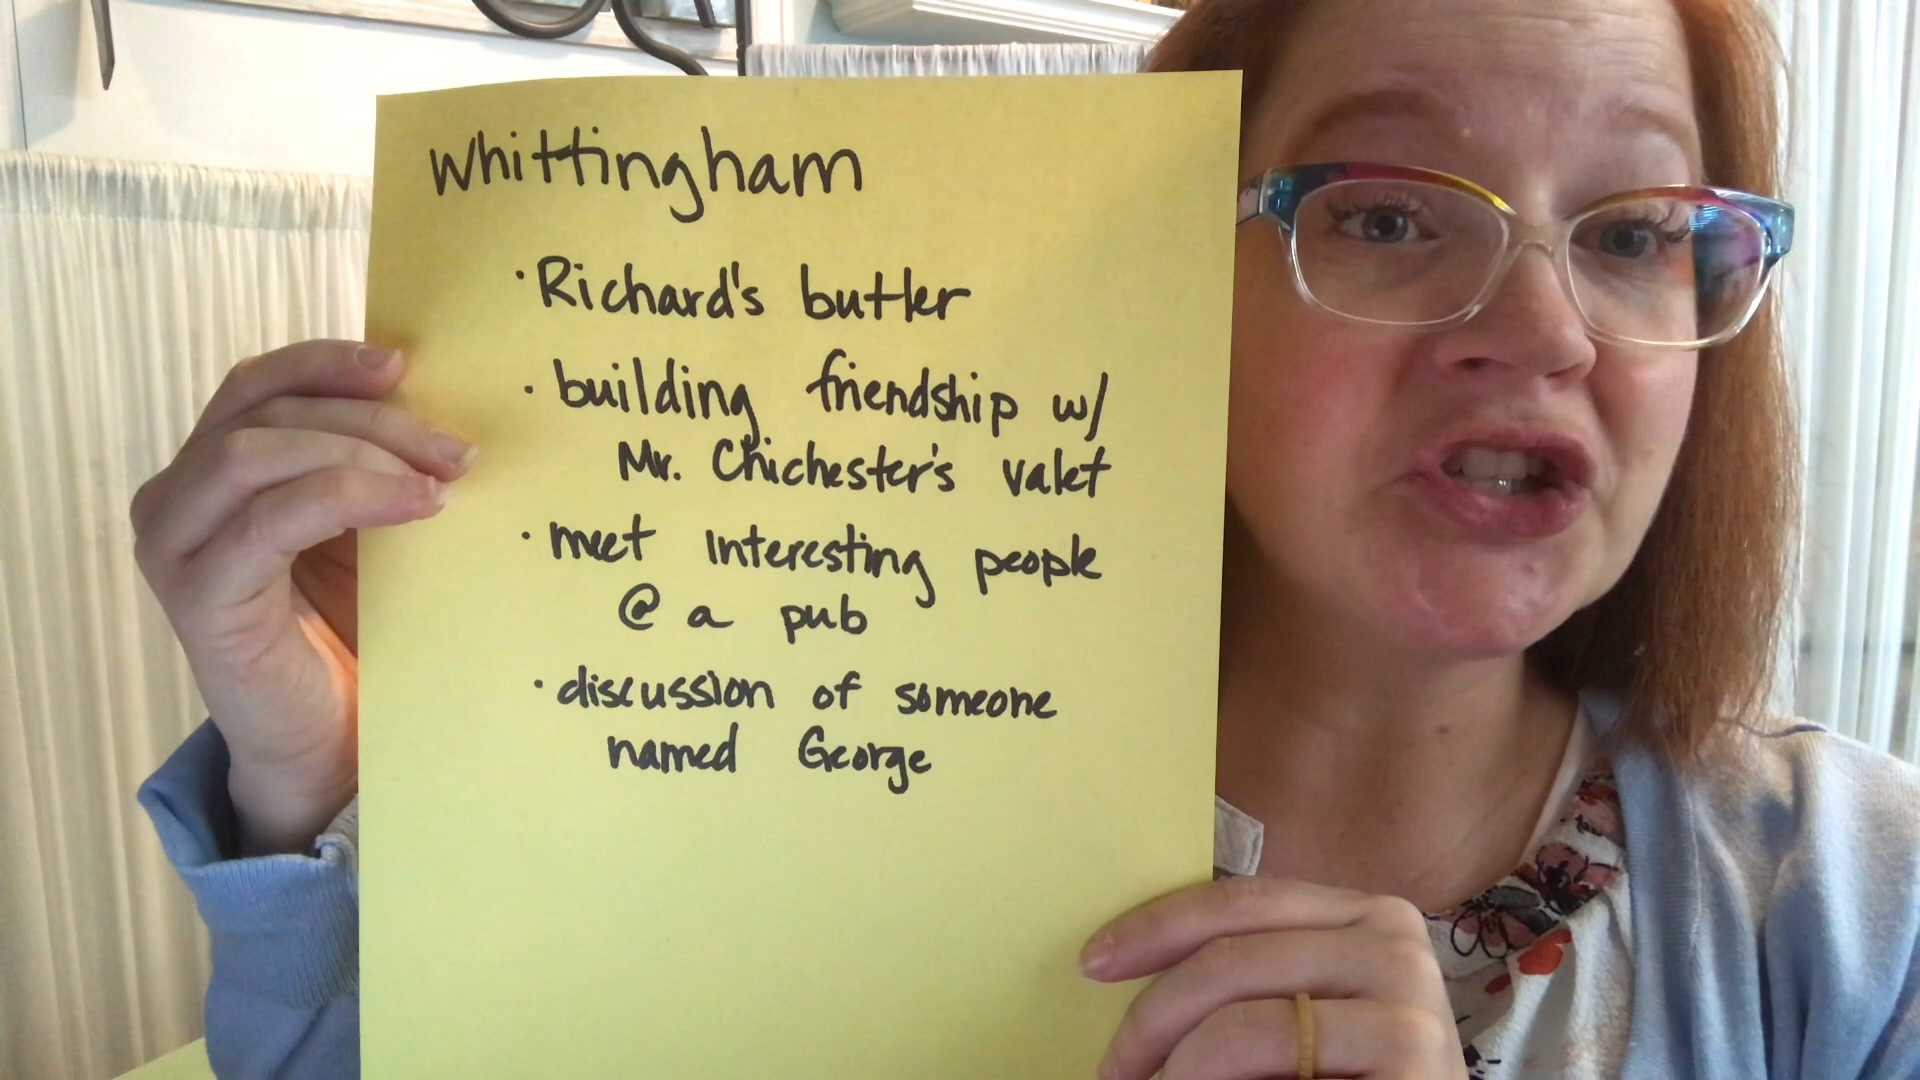 Whittingham
· Richard's butler
· building friendship w/
Mr. Chichester's valet
· meet interesting people
@ a pub
· discussion of someone
named George